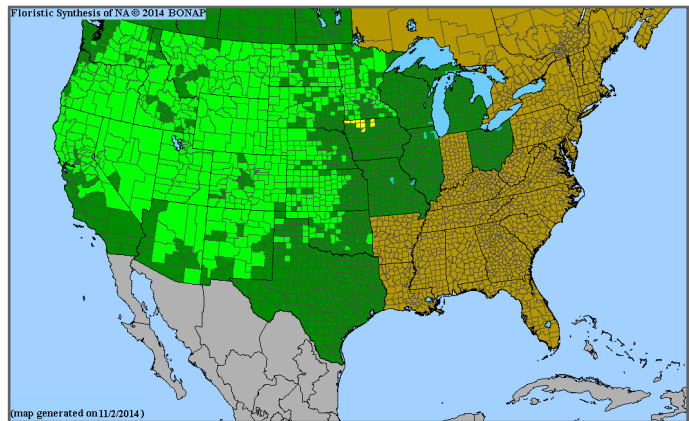 Floristic Synthesis of NA © 2014 BONAP
(map generated on 11/2/2014)